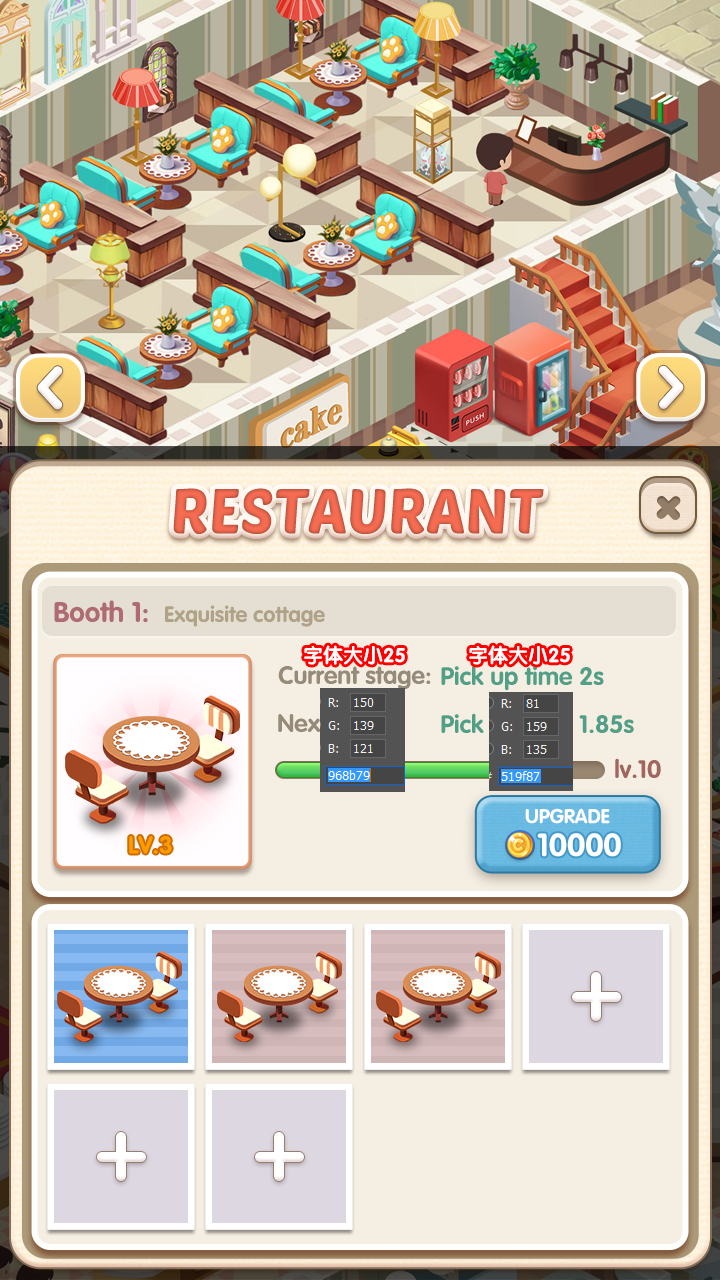 PUSH
cake
RESTAURANT
Booth 1: Exquisite cottage
字体大小25 字体大小25
Current stage: Pick up time 2s
R: 150 R: 81
Nex G: 139 Pick G: 159 1.85s
B: 121 B: 135
968b79 519f87 lv.10
LV.3
UPGRADE
10000